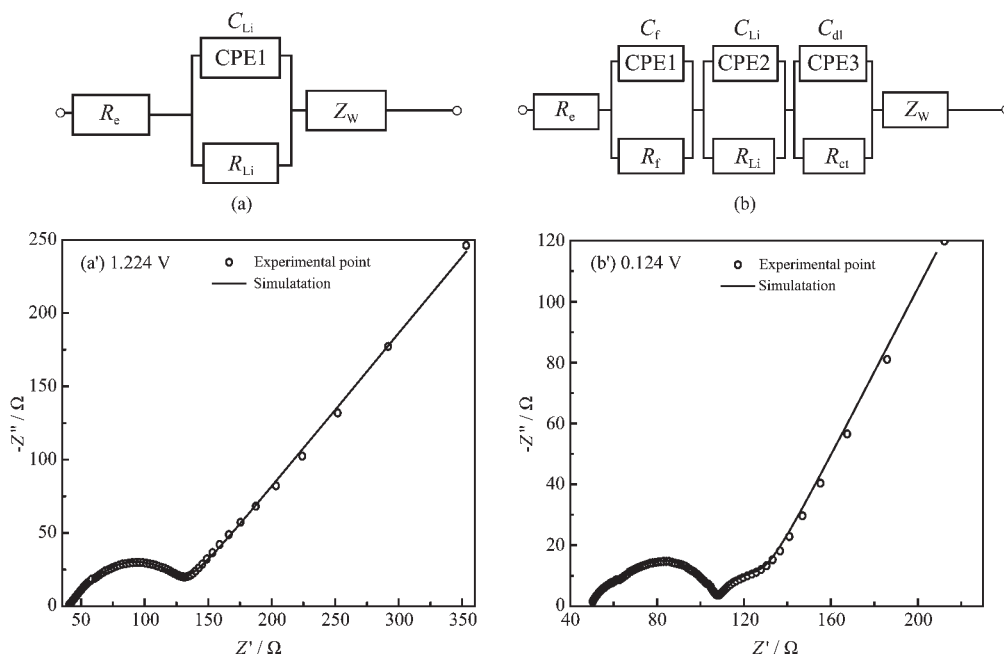 (a)
C_Li
CPE1
R_e
Z_W
R_Li
(a)
(b)
C_f
C_Li
C_dl
CPE1
CPE2
CPE3
R_e
Z_W
R_f
R_Li
R_ct
(b)
250
200
150
100
50
0
-Z'' / Ω
(a') 1.224 V
Experimental point
Simulatation
50
100
150
200
250
300
350
Z' / Ω
120
100
80
60
40
20
0
-Z'' / Ω
(b') 0.124 V
Experimental point
Simulatation
40
80
120
160
200
Z' / Ω